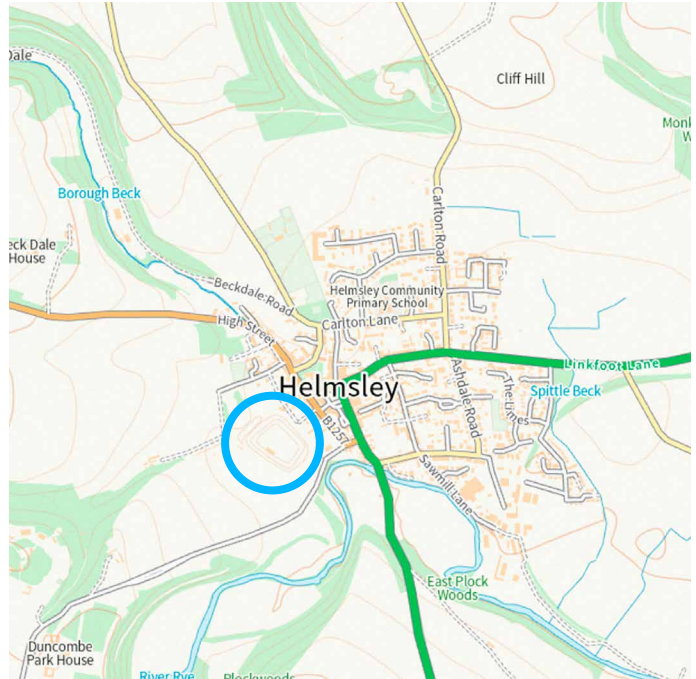 Dale
Cliff Hill
Monk
W
Borough Beck
Carlton Road
eck Dale
House
Beckdale Road
Helmsley Community
Primary School
High Street
Carlton Lane
Linkfoot Lane
Helmsley
Ashdale Road
The Limes
Spittle Beck
B1257
Sawmill Lane
East Plock
Woods
Duncombe
Park House
River Rye
Plockwoods